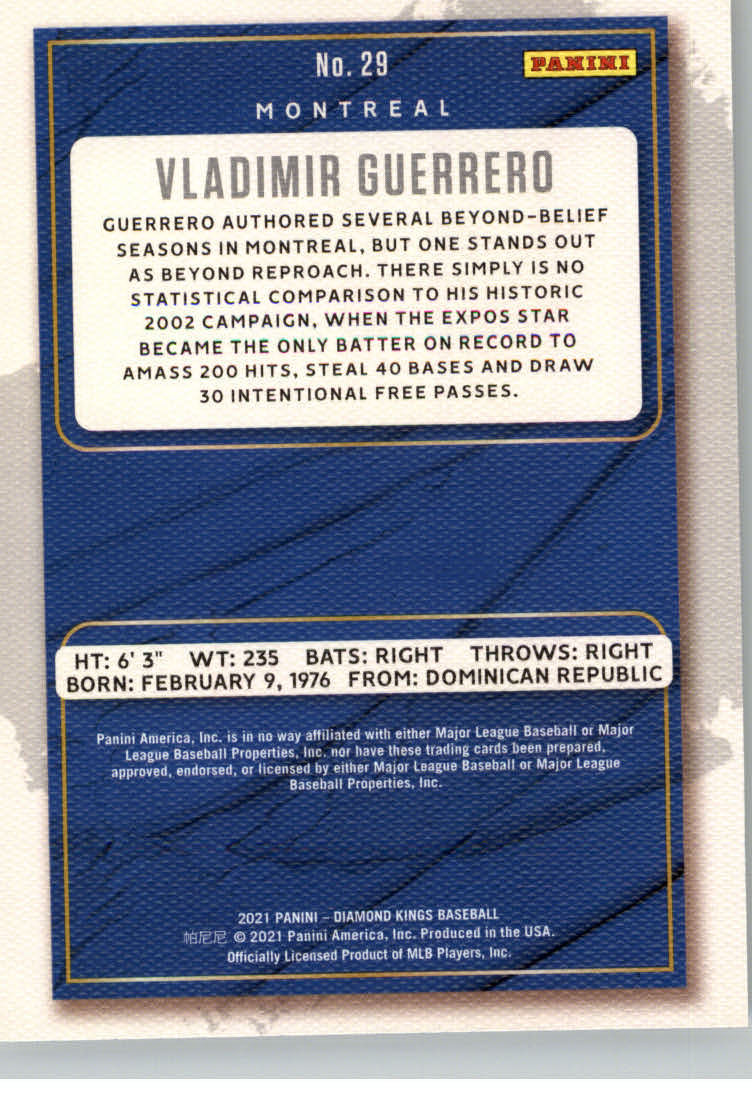 No. 29
PANINI
MONTREAL
VLADIMIR GUERRERO
GUERRERO AUTHORED SEVERAL BEYOND-BELIEF
SEASONS IN MONTREAL, BUT ONE STANDS OUT
AS BEYOND REPROACH. THERE SIMPLY IS NO
STATISTICAL COMPARISON TO HIS HISTORIC
2002 CAMPAIGN, WHEN THE EXPOS STAR
BECAME THE ONLY BATTER ON RECORD TO
AMASS 200 HITS, STEAL 40 BASES AND DRAW
30 INTENTIONAL FREE PASSES.
HT: 6' 3" WT: 235 BATS: RIGHT THROWS: RIGHT
BORN: FEBRUARY 9, 1976 FROM: DOMINICAN REPUBLIC
Panini America, Inc. is in no way affiliated with either Major League Baseball or Major
League Baseball Properties, Inc. nor have these trading cards been prepared,
approved, endorsed, or licensed by either Major League Baseball or Major League
Baseball Properties, Inc.
2021 PANINI – DIAMOND KINGS BASEBALL
帕尼尼 © 2021 Panini America, Inc. Produced in the USA.
Officially Licensed Product of MLB Players, Inc.